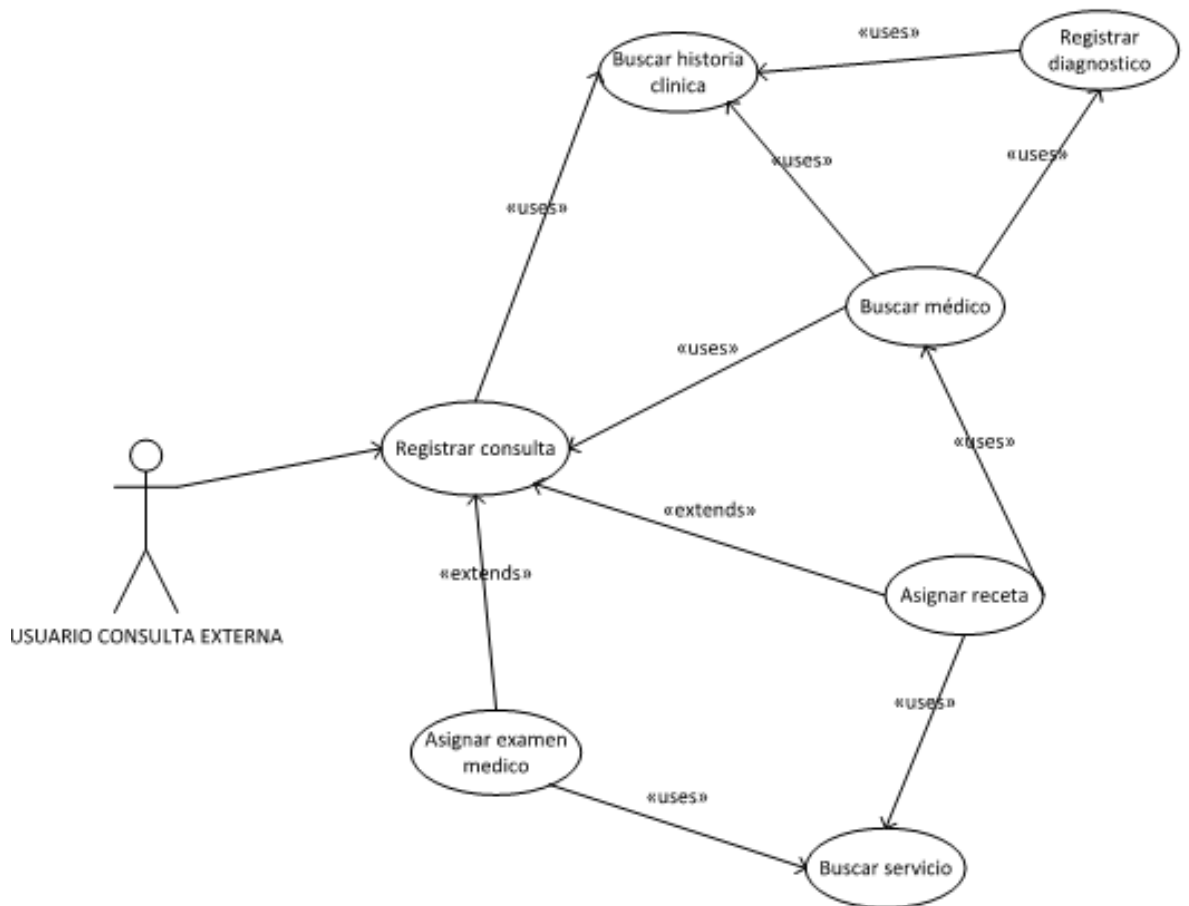 «uses»
Registrar
diagnostico
Buscar historia
clinica
«uses»
«uses»
«uses»
Buscar médico
«uses»
Registrar consulta
«uses»
«extends»
«extends»
Asignar receta
USUARIO CONSULTA EXTERNA
«uses»
Asignar examen
medico
«uses»
Buscar servicio